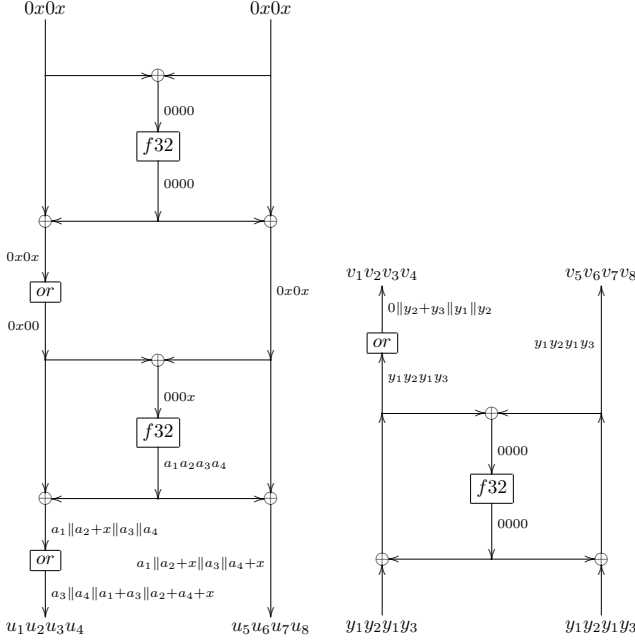 0x0x 0x0x
0000
f32
0000
0x0x
or
0x0x
0x00
000x
f32
a₁a₂a₃a₄
a₁‖a₂+x‖a₃‖a₄
or
a₁‖a₂+x‖a₃‖a₄+x
a₃‖a₄‖a₁+a₃‖a₂+a₄+x
u₁u₂u₃u₄ u₅u₆u₇u₈
v₁v₂v₃v₄ v₅v₆v₇v₈
0‖y₂+y₃‖y₁‖y₂
or
y₁y₂y₁y₃
y₁y₂y₁y₃
0000
f32
0000
y₁y₂y₁y₃ y₁y₂y₁y₃